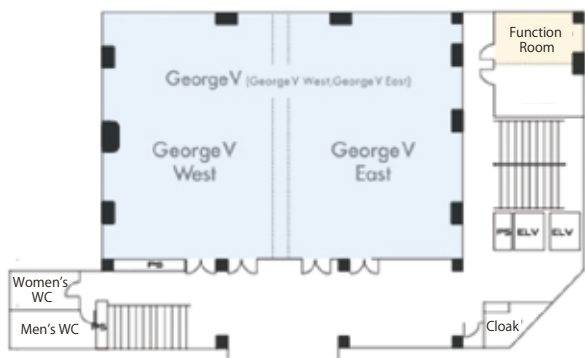 Function
Room
George V (George V West, George V East)
George V
West
George V
East
PS
ELV
ELV
PS
Women's
WC
Men's WC
PS
Cloak